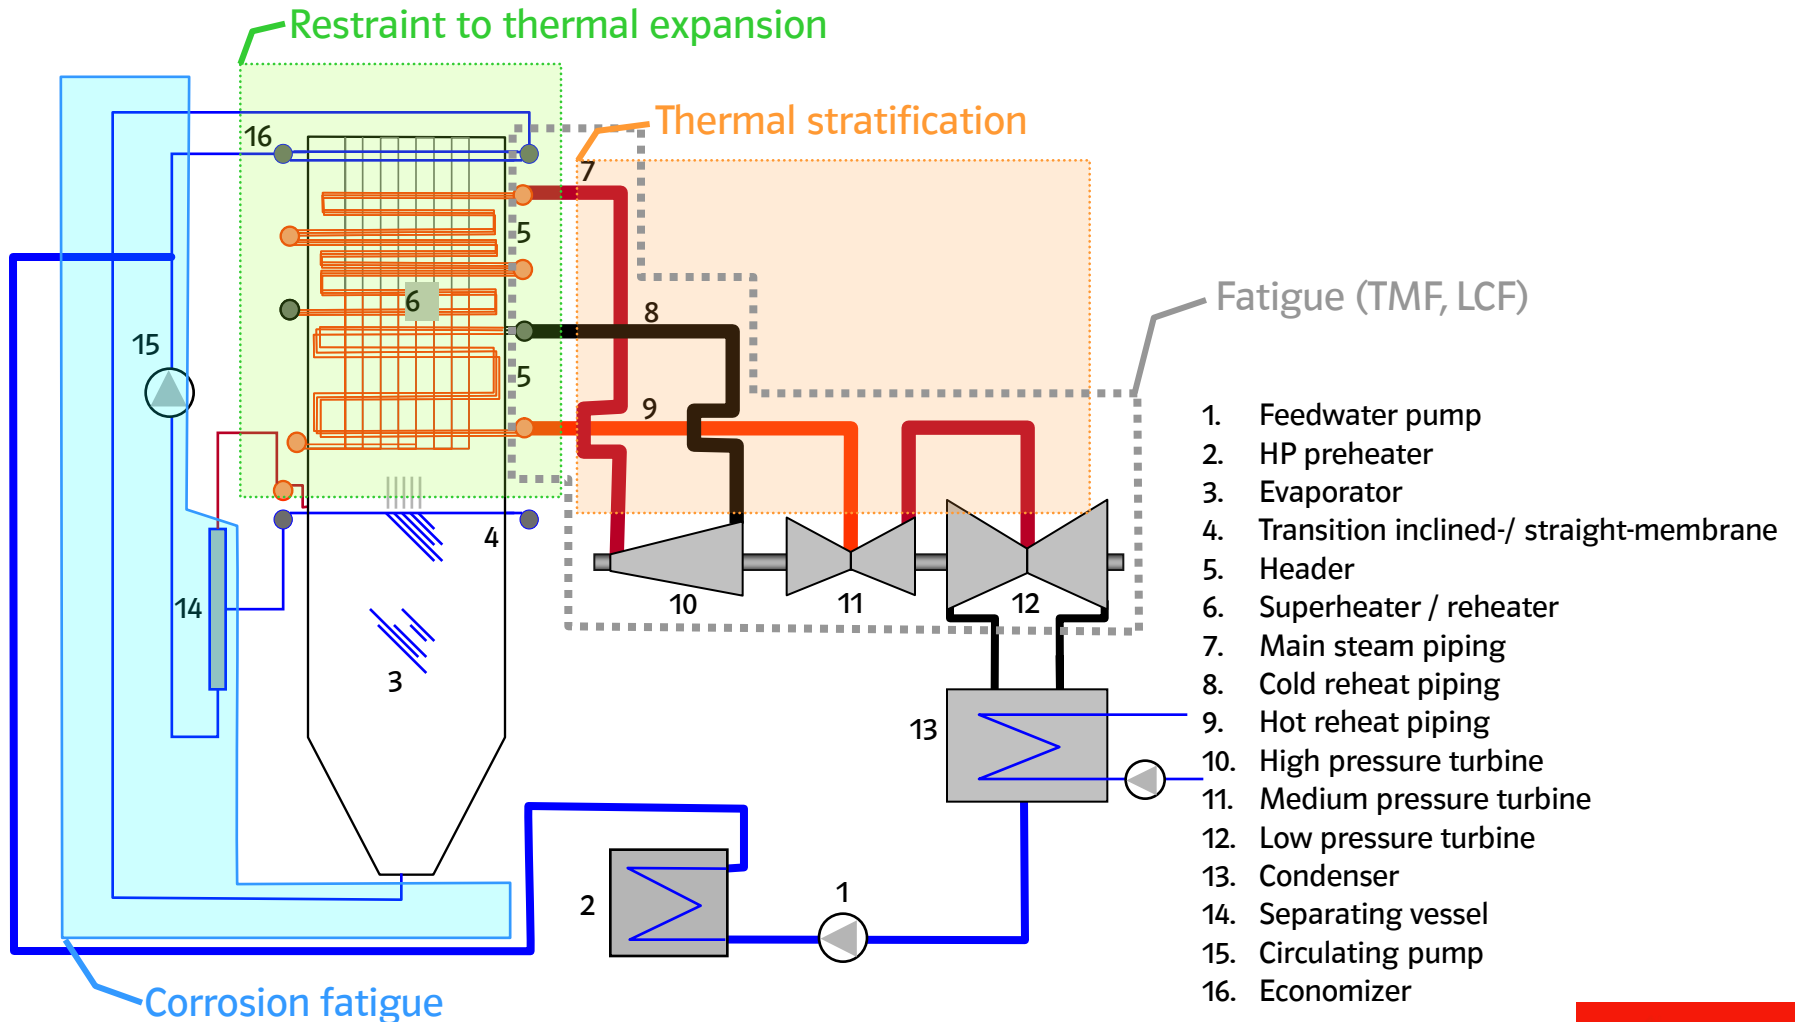 Restraint to thermal expansion
Thermal stratification
16
7
5
6
8
Fatigue (TMF, LCF)
15
5
9
4
14
10
11
12
3
13
2
1
Corrosion fatigue
1. Feedwater pump
2. HP preheater
3. Evaporator
4. Transition inclined-/ straight-membrane
5. Header
6. Superheater / reheater
7. Main steam piping
8. Cold reheat piping
9. Hot reheat piping
10. High pressure turbine
11. Medium pressure turbine
12. Low pressure turbine
13. Condenser
14. Separating vessel
15. Circulating pump
16. Economizer